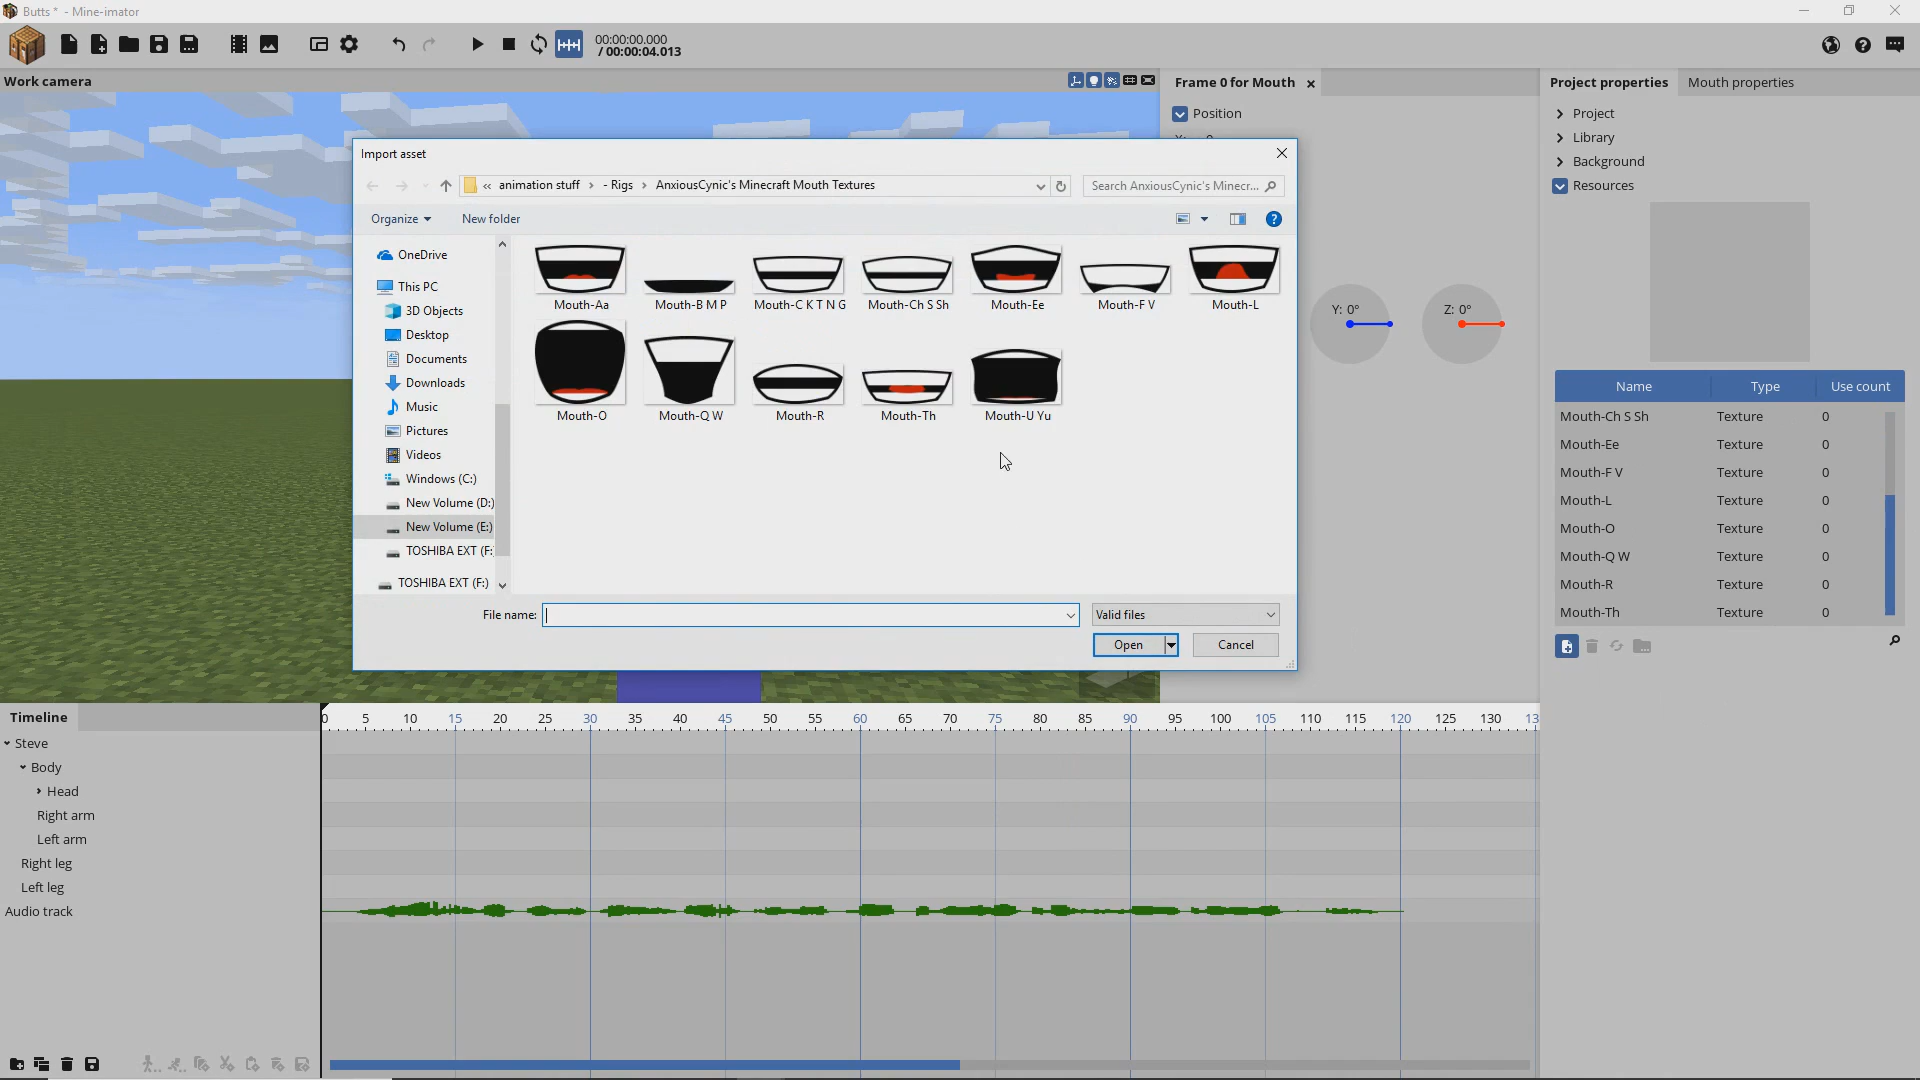 Butts * - Mine-imator
00:00:00.000
/ 00:00:04.013
Work camera
Frame 0 for Mouth
Project properties
Mouth properties
Position
Project
Library
Background
Resources
Import asset
« animation stuff › - Rigs › AnxiousCynic's Minecraft Mouth Textures
Search AnxiousCynic's Minecr...
Organize
New folder
OneDrive
This PC
3D Objects
Desktop
Documents
Downloads
Music
Pictures
Videos
Windows (C:)
New Volume (D:)
New Volume (E:)
TOSHIBA EXT (F:
TOSHIBA EXT (F:)
Mouth-Aa
Mouth-B M P
Mouth-C K T N G
Mouth-Ch S Sh
Mouth-Ee
Mouth-F V
Mouth-L
Mouth-O
Mouth-Q W
Mouth-R
Mouth-Th
Mouth-U Yu
File name:
Valid files
Open
Cancel
Y: 0°
Z: 0°
Name Type Use count
Mouth-Ch S Sh Texture 0
Mouth-Ee Texture 0
Mouth-F V Texture 0
Mouth-L Texture 0
Mouth-O Texture 0
Mouth-Q W Texture 0
Mouth-R Texture 0
Mouth-Th Texture 0
Timeline
0 5 10 15 20 25 30 35 40 45 50 55 60 65 70 75 80 85 90 95 100 105 110 115 120 125 130 13
Steve
Body
Head
Right arm
Left arm
Right leg
Left leg
Audio track